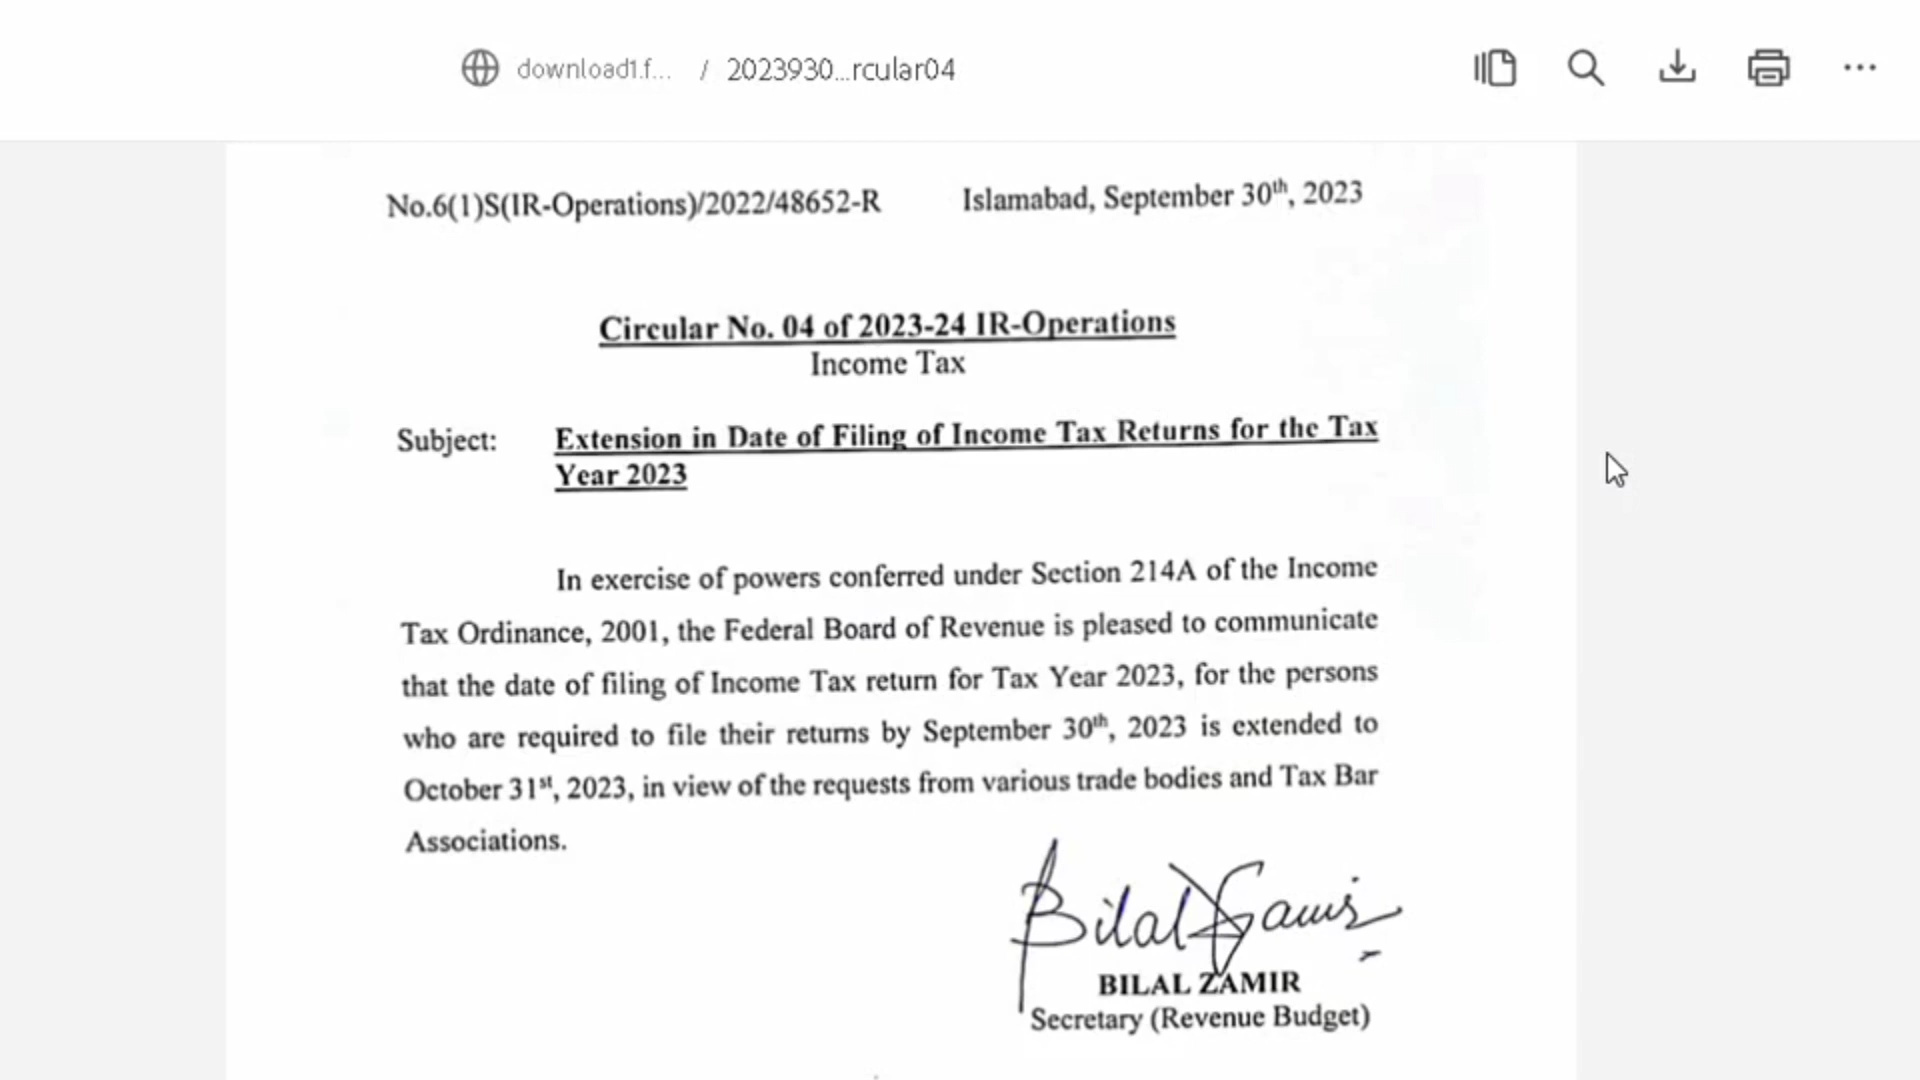 download1.f... / 2023930...rcular04
No.6(1)S(IR-Operations)/2022/48652-R Islamabad, September 30th, 2023
Circular No. 04 of 2023-24 IR-Operations
Income Tax
Subject: Extension in Date of Filing of Income Tax Returns for the Tax
Year 2023
In exercise of powers conferred under Section 214A of the Income
Tax Ordinance, 2001, the Federal Board of Revenue is pleased to communicate
that the date of filing of Income Tax return for Tax Year 2023, for the persons
who are required to file their returns by September 30th, 2023 is extended to
October 31st, 2023, in view of the requests from various trade bodies and Tax Bar
Associations.
Bilal Zamir
BILAL ZAMIR
Secretary (Revenue Budget)